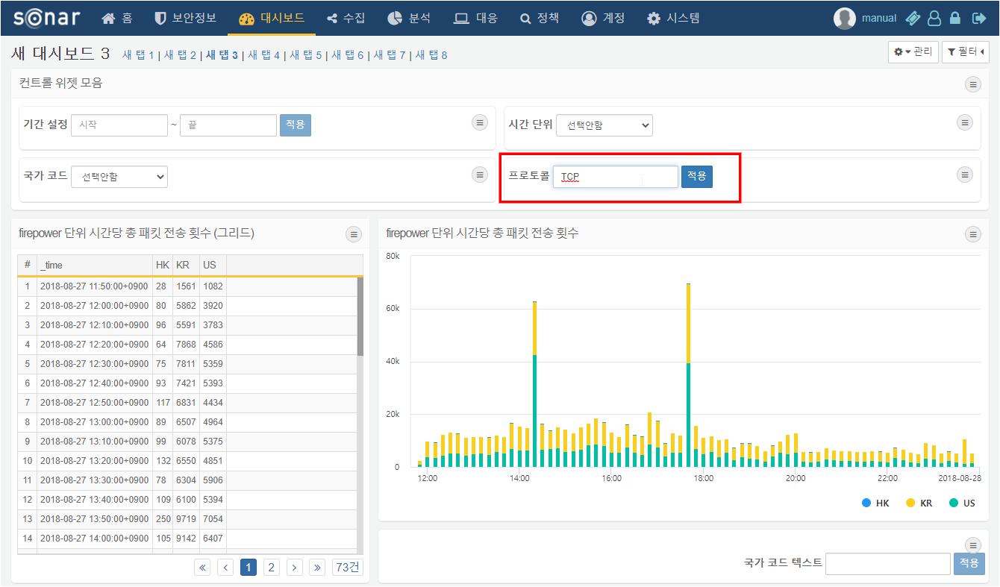 sonar 홈 보안정보 대시보드 수집 분석 대응 정책 계정 시스템 manual
새 대시보드 3 새 탭 1 | 새 탭 2 | 새 탭 3 | 새 탭 4 | 새 탭 5 | 새 탭 6 | 새 탭 7 | 새 탭 8 관리 필터
컨트롤 위젯 모음
기간 설정 시작 ~ 끝 적용 시간 단위 선택안함
국가 코드 선택안함 프로토콜 TCP 적용
firepower 단위 시간당 총 패킷 전송 횟수 (그리드)
# _time HK KR US
1 2018-08-27 11:50:00+0900 28 1561 1082
2 2018-08-27 12:00:00+0900 80 5862 3920
3 2018-08-27 12:10:00+0900 96 5591 3783
4 2018-08-27 12:20:00+0900 64 7868 4586
5 2018-08-27 12:30:00+0900 75 7811 5359
6 2018-08-27 12:40:00+0900 93 7421 5393
7 2018-08-27 12:50:00+0900 117 6831 4434
8 2018-08-27 13:00:00+0900 89 6507 4964
9 2018-08-27 13:10:00+0900 99 6078 5375
10 2018-08-27 13:20:00+0900 132 6550 4851
11 2018-08-27 13:30:00+0900 78 6304 5906
12 2018-08-27 13:40:00+0900 109 6100 5394
13 2018-08-27 13:50:00+0900 250 9719 7054
14 2018-08-27 14:00:00+0900 105 9142 6407
« ‹ 1 2 › » 73건
firepower 단위 시간당 총 패킷 전송 횟수
80k
60k
40k
20k
0
12:00 14:00 16:00 18:00 20:00 22:00 2018-08-28
HK KR US
국가 코드 텍스트 적용